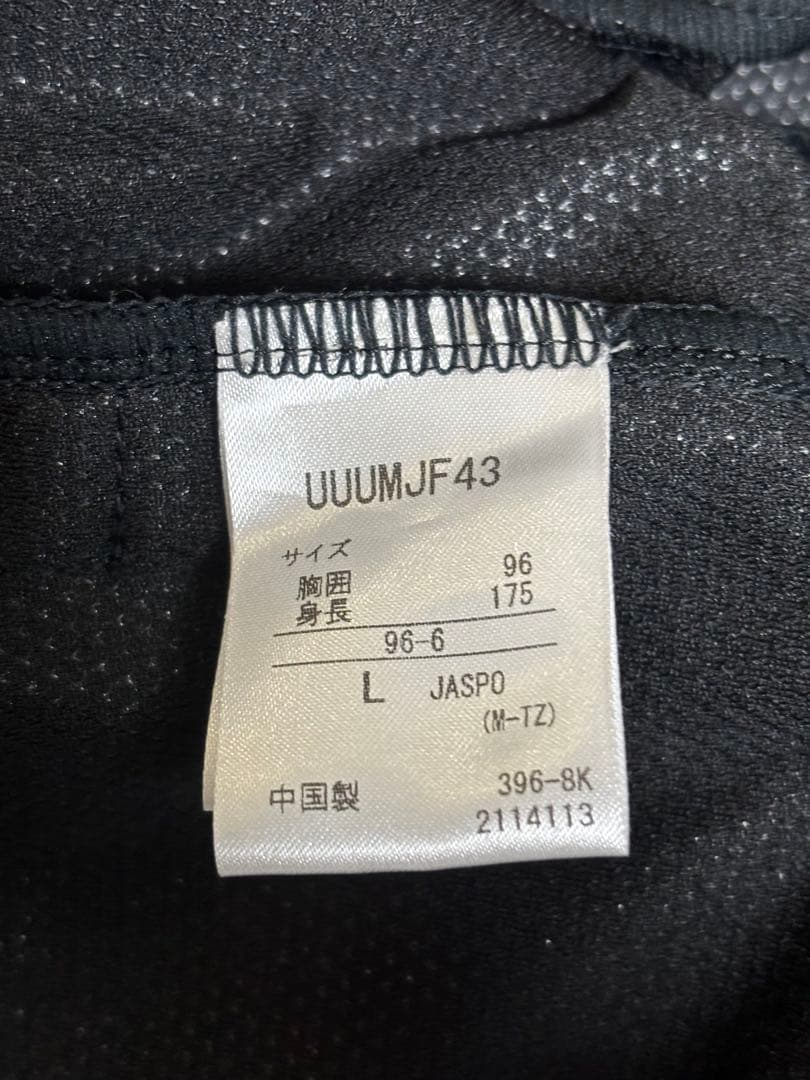 UUUMJF43
サイズ
胸囲 96
身長 175
96-6
L JASPO
(M-TZ)
中国製 396-8K
2114113